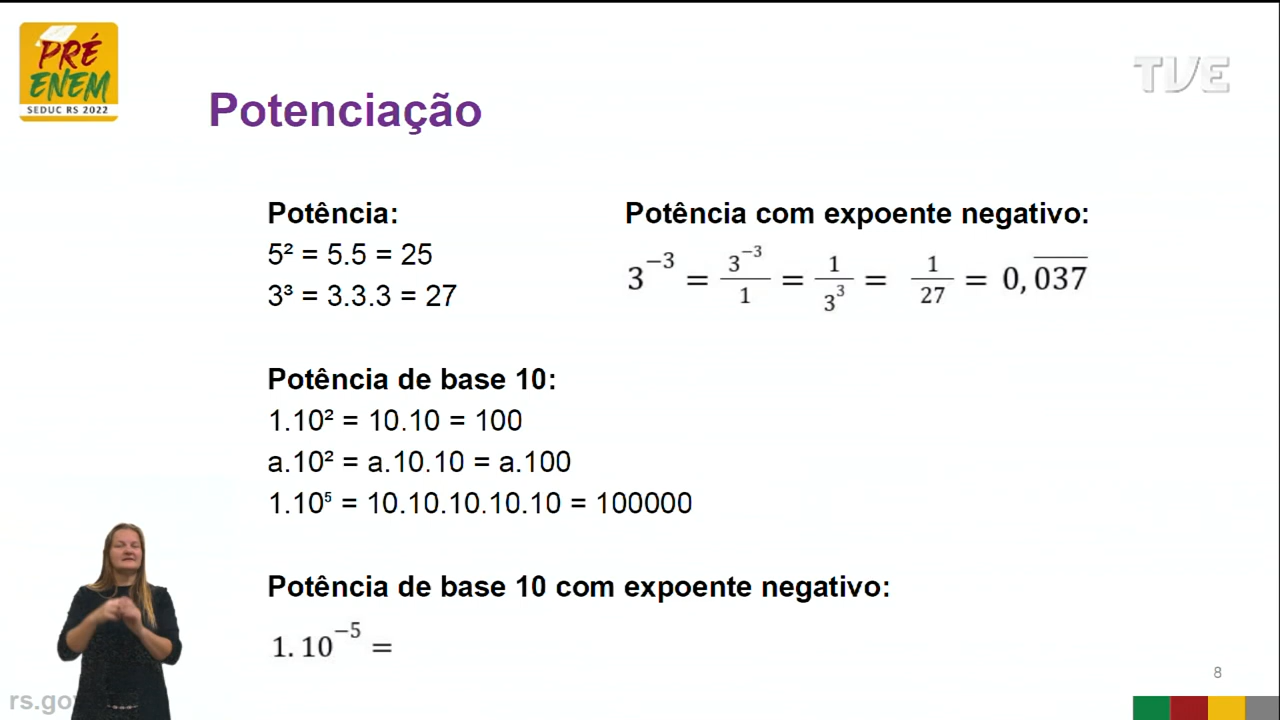 PRÉ
ENEM
SEDUC RS 2022
TVE
Potenciação
Potência:
5² = 5.5 = 25
3³ = 3.3.3 = 27
Potência com expoente negativo:
3⁻³ = 3⁻³/1 = 1/3³ = 1/27 = 0,0̅3̅7̅
Potência de base 10:
1.10² = 10.10 = 100
a.10² = a.10.10 = a.100
1.10⁵ = 10.10.10.10.10 = 100000
Potência de base 10 com expoente negativo:
1.10⁻⁵ =
8